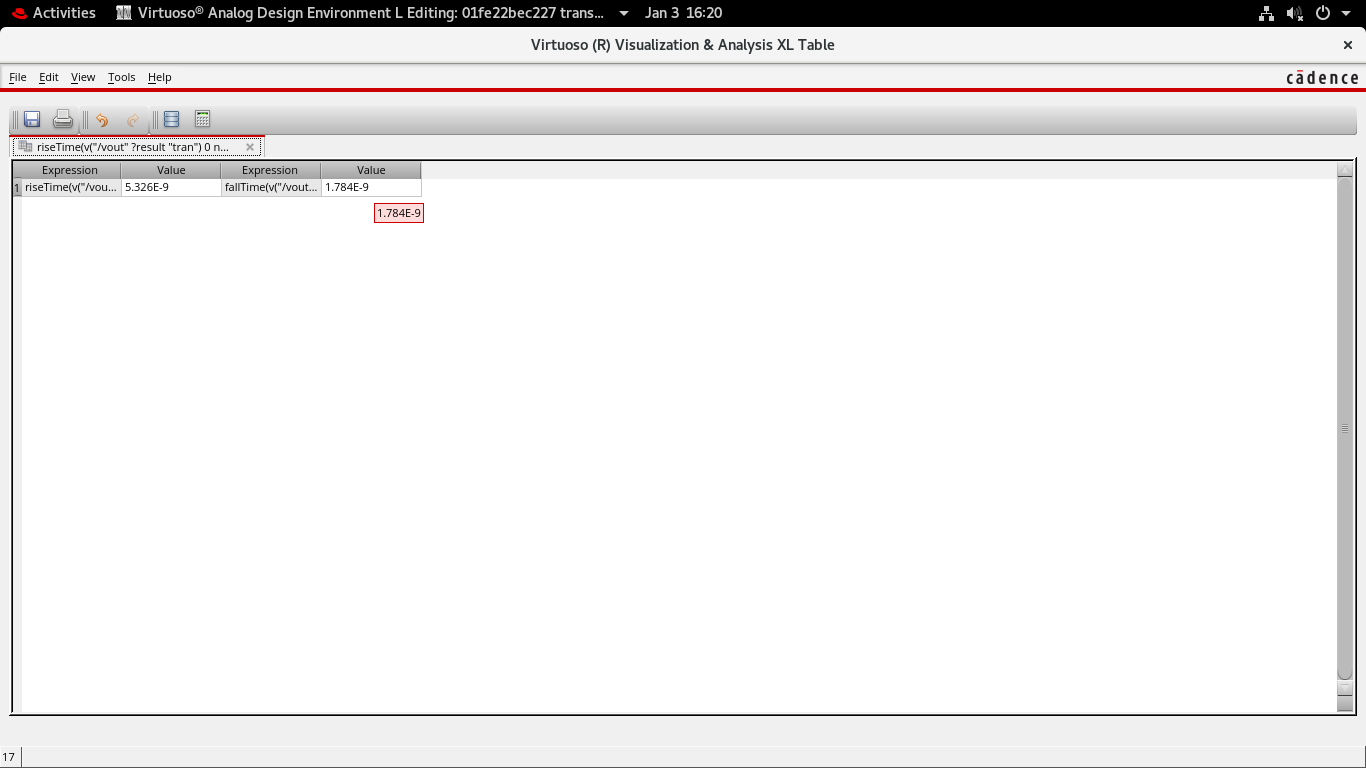 Activities Virtuoso® Analog Design Environment L Editing: 01fe22bec227 trans... Jan 3 16:20
Virtuoso (R) Visualization & Analysis XL Table ×
File Edit View Tools Help cādence
riseTime(v("/vout" ?result "tran") 0 n...
Expression Value Expression Value
1 riseTime(v("/vou... 5.326E-9 fallTime(v("/vout... 1.784E-9
1.784E-9
17